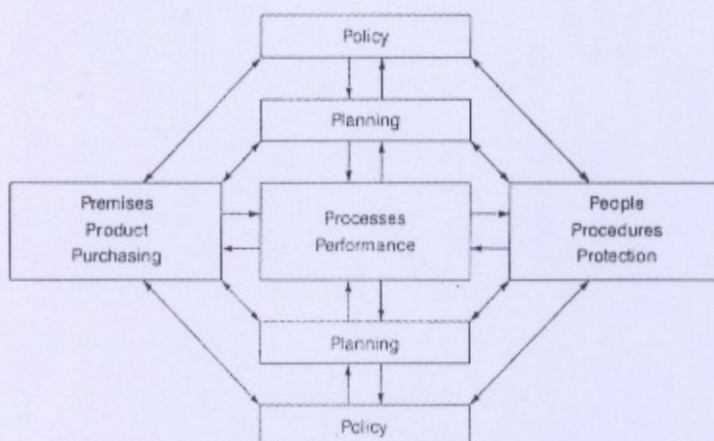 Policy
Planning
Premises
Product
Purchasing
Processes
Performance
People
Procedures
Protection
Planning
Policy